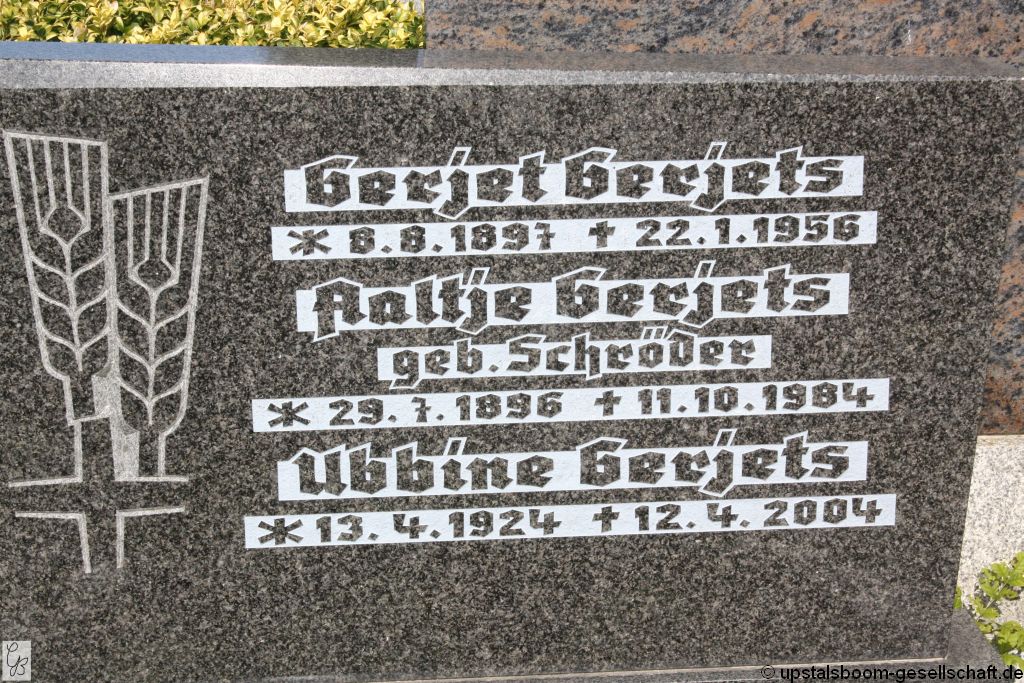 Gerjet Gerjets
* 8.8.1897 † 22.1.1956
Aaltje Gerjets
geb. Schröder
* 29.7.1896 † 11.10.1984
Ubbine Gerjets
* 13.4.1924 † 12.4.2004
© upstalsboom-gesellschaft.de